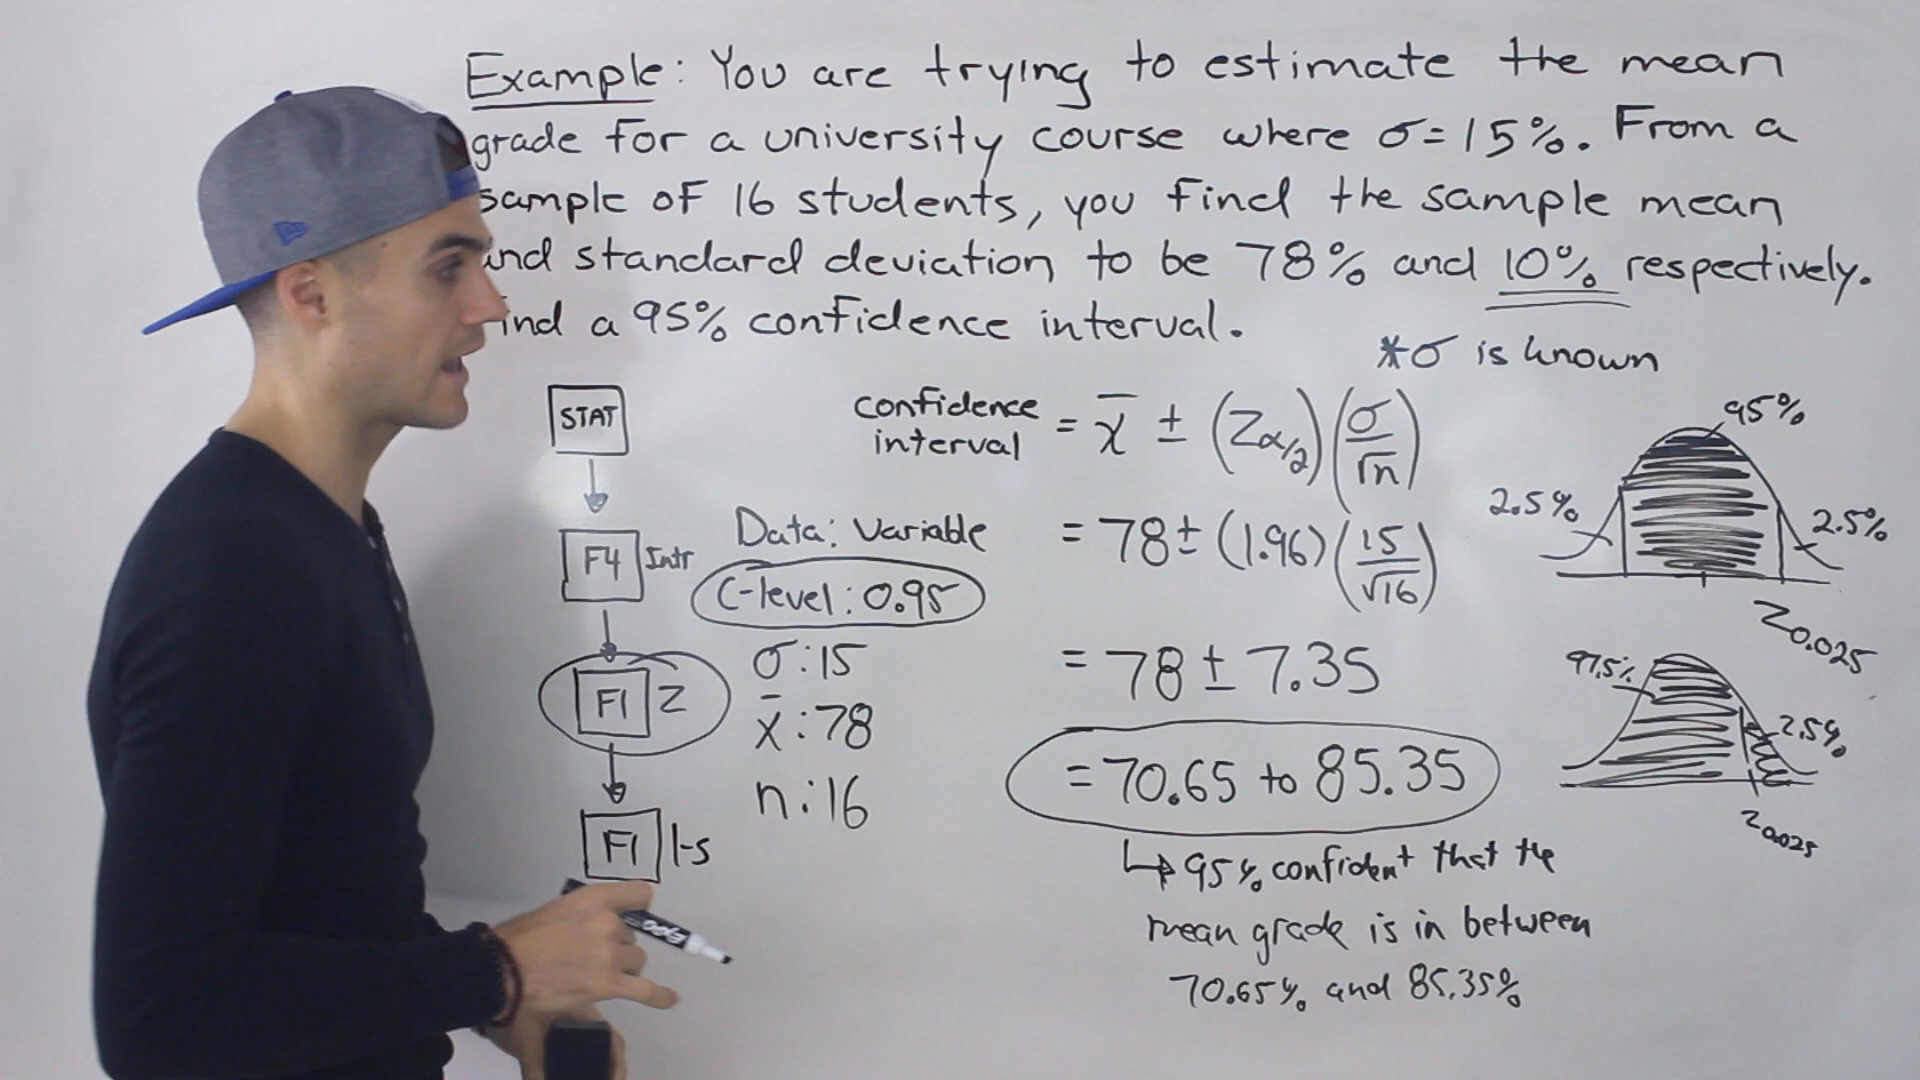 Example: You are trying to estimate the mean
grade for a university course where σ=15%. From a
sample of 16 students, you find the sample mean
and standard deviation to be 78% and 10% respectively.
ind a 95% confidence interval.
*σ is known
STAT
F4 Intr
F1 Z
F1 1-S
Data: Variable
C-level: 0.95
σ:15
x̄:78
n:16
confidence interval = x̄ ± (Zα/2)(σ/√n)
= 78 ± (1.96)(15/√16)
= 78 ± 7.35
= 70.65 to 85.35
↳ 95% confident that the
mean grade is in between
70.65% and 85.35%
95%
2.5%
2.5%
Z0.025
97.5%
2.5%
Z0.025
EXPO